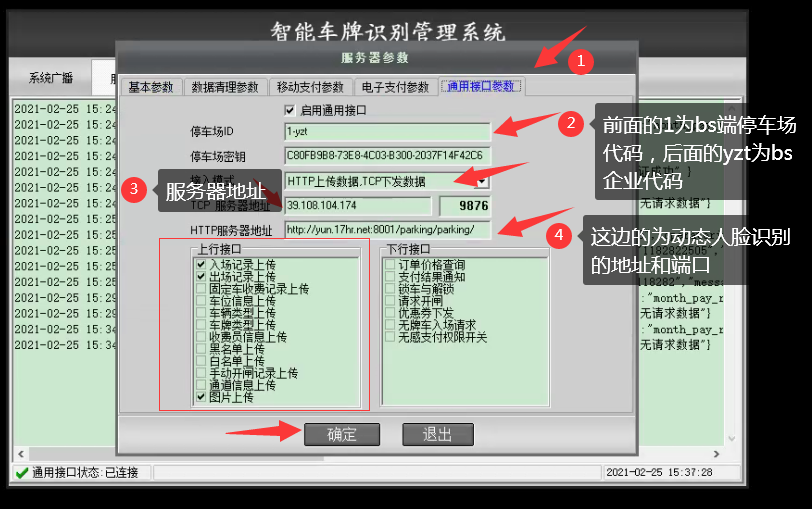 智能车牌识别管理系统
服务器参数
1
系统广播
基本参数 数据清理参数 移动支付参数 电子支付参数 通用接口参数
启用通用接口
停车场ID 1-yzt
2
前面的1为bs端停车场
代码，后面的yzt为bs
企业代码
停车场密钥 C80FB9B8-73E8-4C03-B300-2037F14F42C6
接入模式 HTTP上传数据,TCP下发数据
3
服务器地址
TCP 服务器地址 39.108.104.174 9876
HTTP服务器地址 http://yun.17hr.net:8001/parking/parking/
4
这边的为动态人脸识别
的地址和端口
上行接口
入场记录上传
出场记录上传
固定车收费记录上传
车位信息上传
车辆类型上传
车牌类型上传
收费员信息上传
黑名单上传
白名单上传
手动开闸记录上传
通道信息上传
图片上传
下行接口
订单价格查询
支付结果通知
锁车与解锁
请求开闸
优惠券下发
无牌车入场请求
无感支付权限开关
确定 退出
2021-02-25 15:24
2021-02-25 15:24
2021-02-25 15:24
2021-02-25 15:24
2021-02-25 15:24
2021-02-25 15:2
2021-02-25 15:2
2021-02-25 15:25
2021-02-25 15:25
2021-02-25 15:25
2021-02-25 15:25
2021-02-25 15:25
2021-02-25 15:29
2021-02-25 15:29
2021-02-25 15:34
2021-02-25 15:34
无请求数据"}
1182822505"
118282","messa
:"month_pay_r
无请求数据"}
:"month_pay_r
无请求数据"}
通用接口状态:已连接
2021-02-25 15:37:28